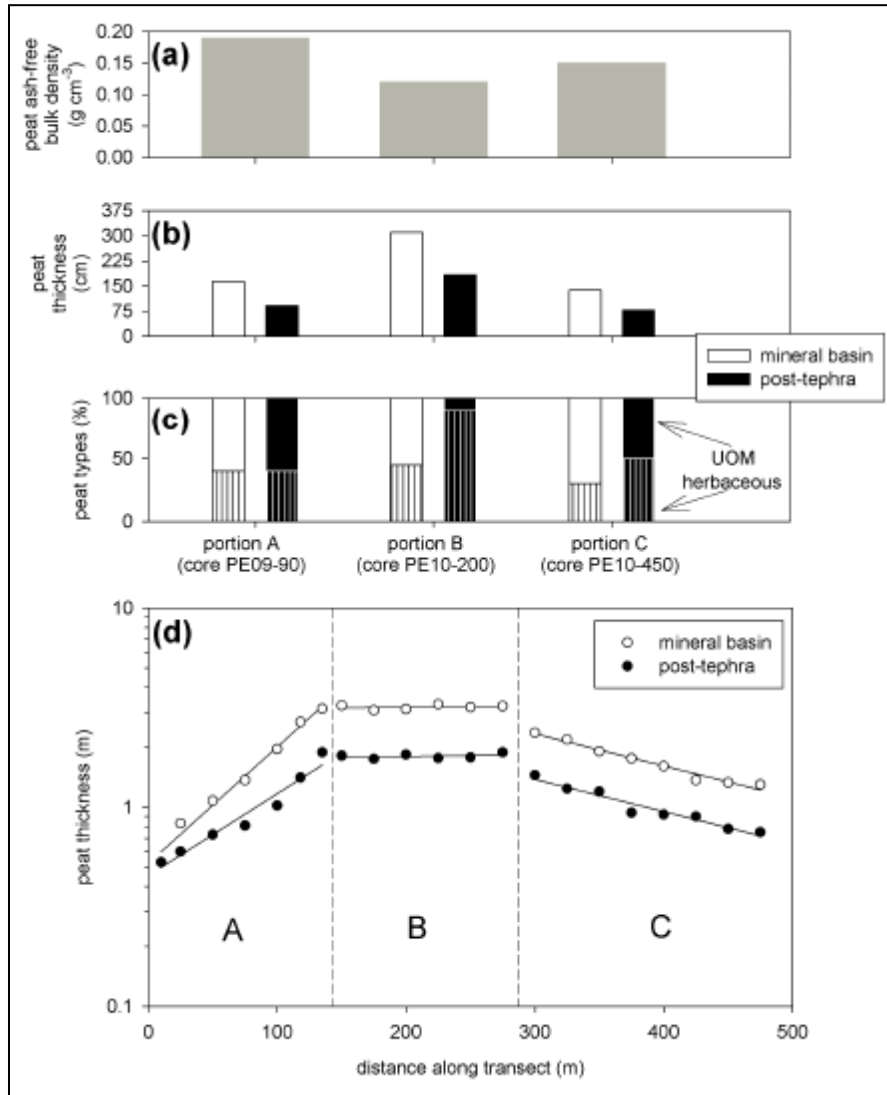 (a)
peat ash-free
bulk density
(g cm-3)
0.20
0.15
0.10
0.05
0.00
(b)
peat
thickness
(cm)
375
300
225
150
75
0
mineral basin
post-tephra
(c)
peat types (%)
100
50
0
UOM
herbaceous
portion A
(core PE09-90)
portion B
(core PE10-200)
portion C
(core PE10-450)
(d)
mineral basin
post-tephra
peat thickness (m)
10
1
0.1
A
B
C
0
100
200
300
400
500
distance along transect (m)